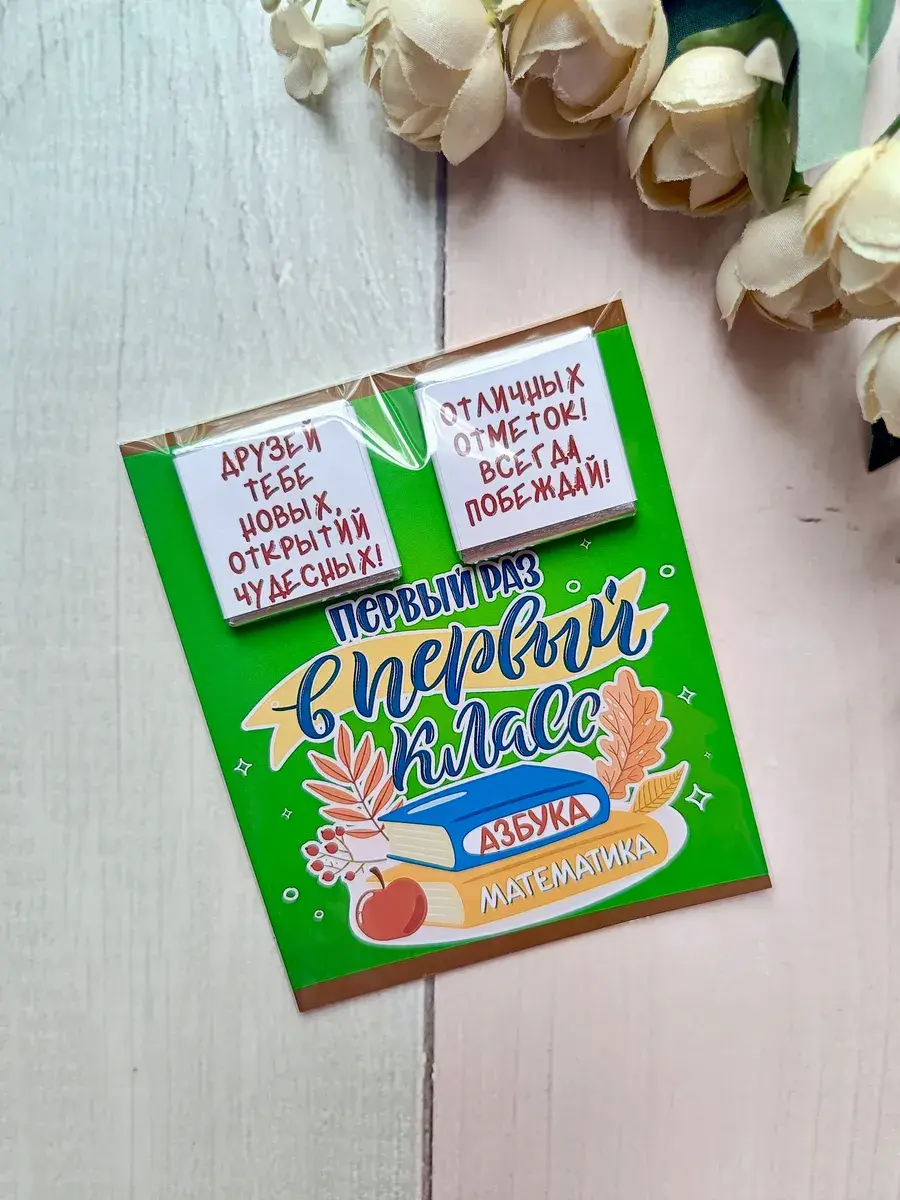 ДРУЗЕЙ
ТЕБЕ
НОВЫХ,
ОТКРЫТИЙ
ЧУДЕСНЫХ!
ОТЛИЧНЫХ
ОТМЕТОК!
ВСЕГДА
ПОБЕЖДАЙ!
ПЕРВЫЙ РАЗ
в первый
класс
АЗБУКА
МАТЕМАТИКА